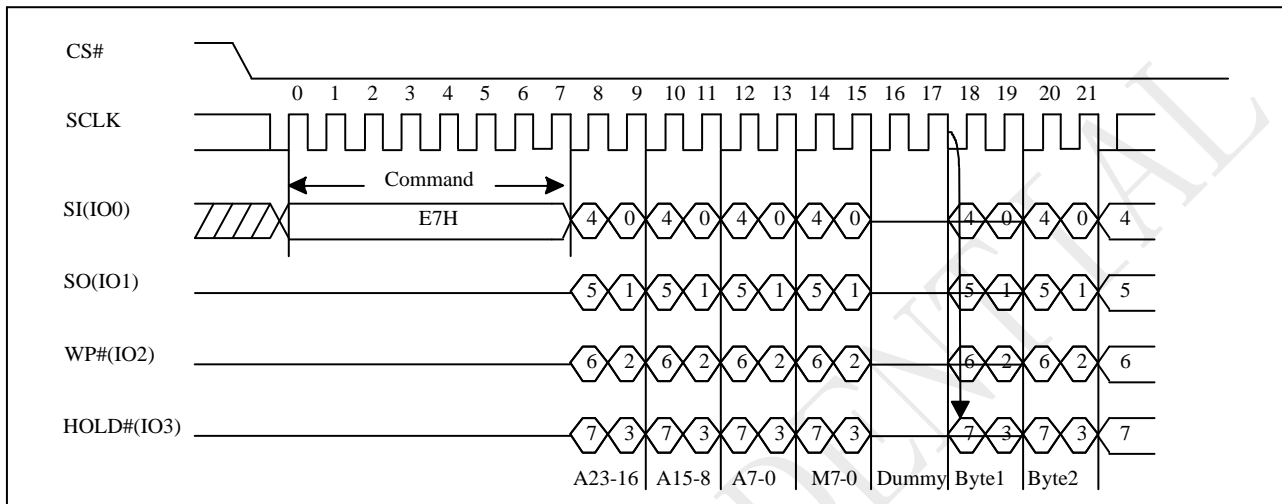 CS#
0 1 2 3 4 5 6 7 8 9 10 11 12 13 14 15 16 17 18 19 20 21
SCLK
Command
SI(IO0) E7H 4 0 4 0 4 0 4 0 4 0 4 0 4
SO(IO1) 5 1 5 1 5 1 5 1 5 1 5 1 5
WP#(IO2) 6 2 6 2 6 2 6 2 6 2 6 2 6
HOLD#(IO3) 7 3 7 3 7 3 7 3 7 3 7 3 7
A23-16 A15-8 A7-0 M7-0 Dummy Byte1 Byte2
DENTIAL